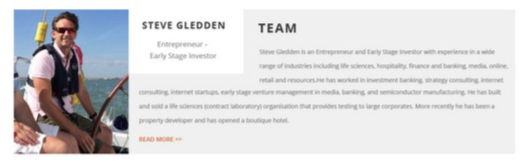 STEVE GLEDDEN
Entrepreneur -
Early Stage Investor
TEAM
Steve Gledden is an Entrepreneur and Early Stage Investor with experience in a wide
range of industries including life sciences, hospitality, finance and banking, media, online,
retail and resources.He has worked in investment banking, strategy consulting, internet
consulting, internet startups, early stage venture management in media, banking, and semiconductor manufacturing. He has built
and sold a life sciences (contract laboratory) organisation that provides testing to large corporates. More recently he has been a
property developer and has opened a boutique hotel.
READ MORE >>